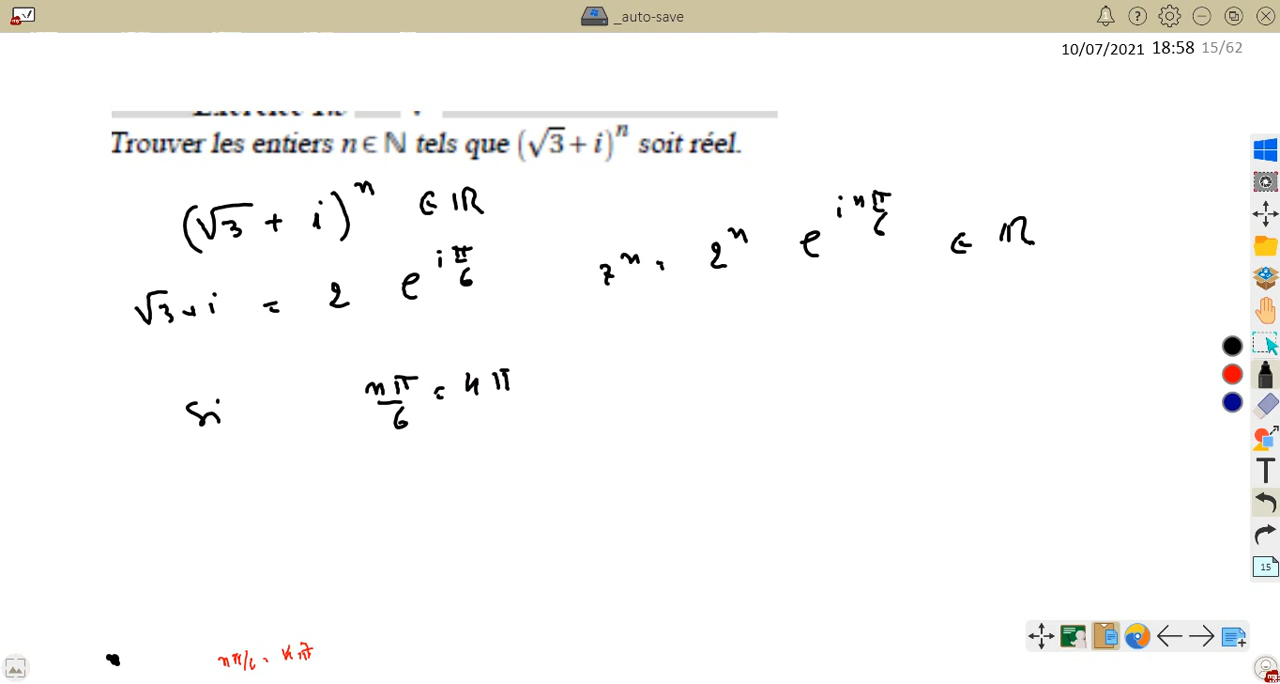 _auto-save
10/07/2021 18:58 15/62
Trouver les entiers n ∈ ℕ tels que (√3 + i)^n soit réel.
(√3 + i)^n ∈ ℝ
√3 + i = 2 e^{iπ/6} z^n = 2^n e^{inπ/6} ∈ ℝ
si nπ/6 = kπ
15
nπ/6 = kπ